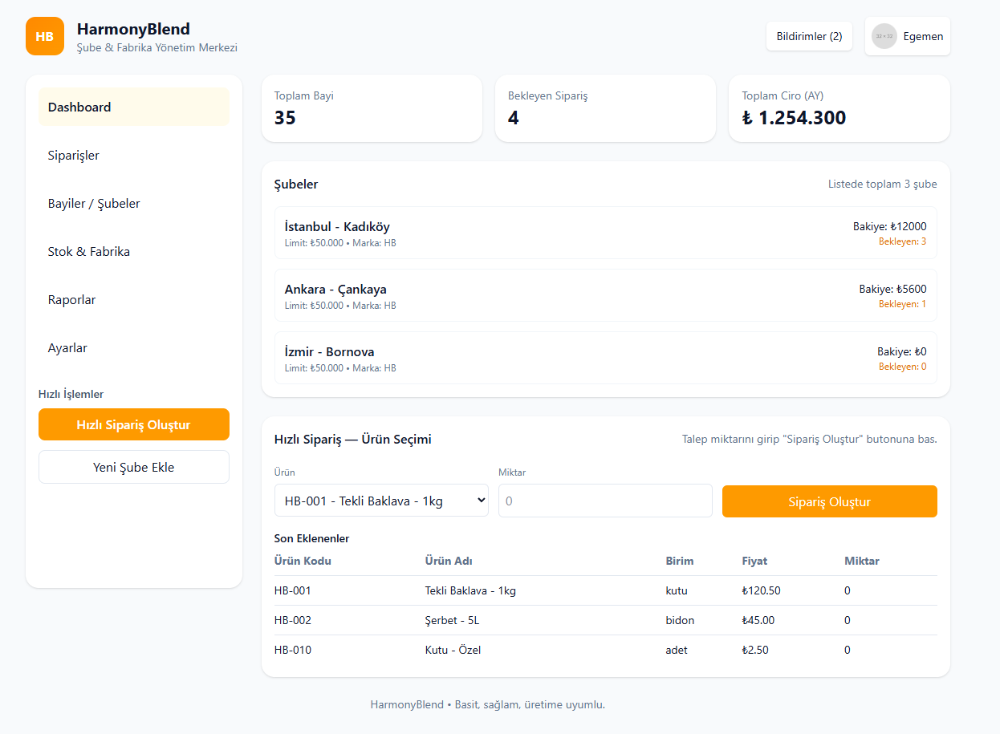 HB
HarmonyBlend
Şube & Fabrika Yönetim Merkezi
Bildirimler (2)
32 × 32
Egemen
Dashboard
Siparişler
Bayiler / Şubeler
Stok & Fabrika
Raporlar
Ayarlar
Hızlı İşlemler
Hızlı Sipariş Oluştur
Yeni Şube Ekle
Toplam Bayi
35
Bekleyen Sipariş
4
Toplam Ciro (AY)
₺ 1.254.300
Şubeler
Listede toplam 3 şube
İstanbul - Kadıköy
Limit: ₺50.000 • Marka: HB
Bakiye: ₺12000
Bekleyen: 3
Ankara - Çankaya
Limit: ₺50.000 • Marka: HB
Bakiye: ₺5600
Bekleyen: 1
İzmir - Bornova
Limit: ₺50.000 • Marka: HB
Bakiye: ₺0
Bekleyen: 0
Hızlı Sipariş — Ürün Seçimi
Talep miktarını girip "Sipariş Oluştur" butonuna bas.
Ürün
HB-001 - Tekli Baklava - 1kg
Miktar
0
Sipariş Oluştur
Son Eklenenler
Ürün Kodu Ürün Adı Birim Fiyat Miktar
HB-001 Tekli Baklava - 1kg kutu ₺120.50 0
HB-002 Şerbet - 5L bidon ₺45.00 0
HB-010 Kutu - Özel adet ₺2.50 0
HarmonyBlend • Basit, sağlam, üretime uyumlu.